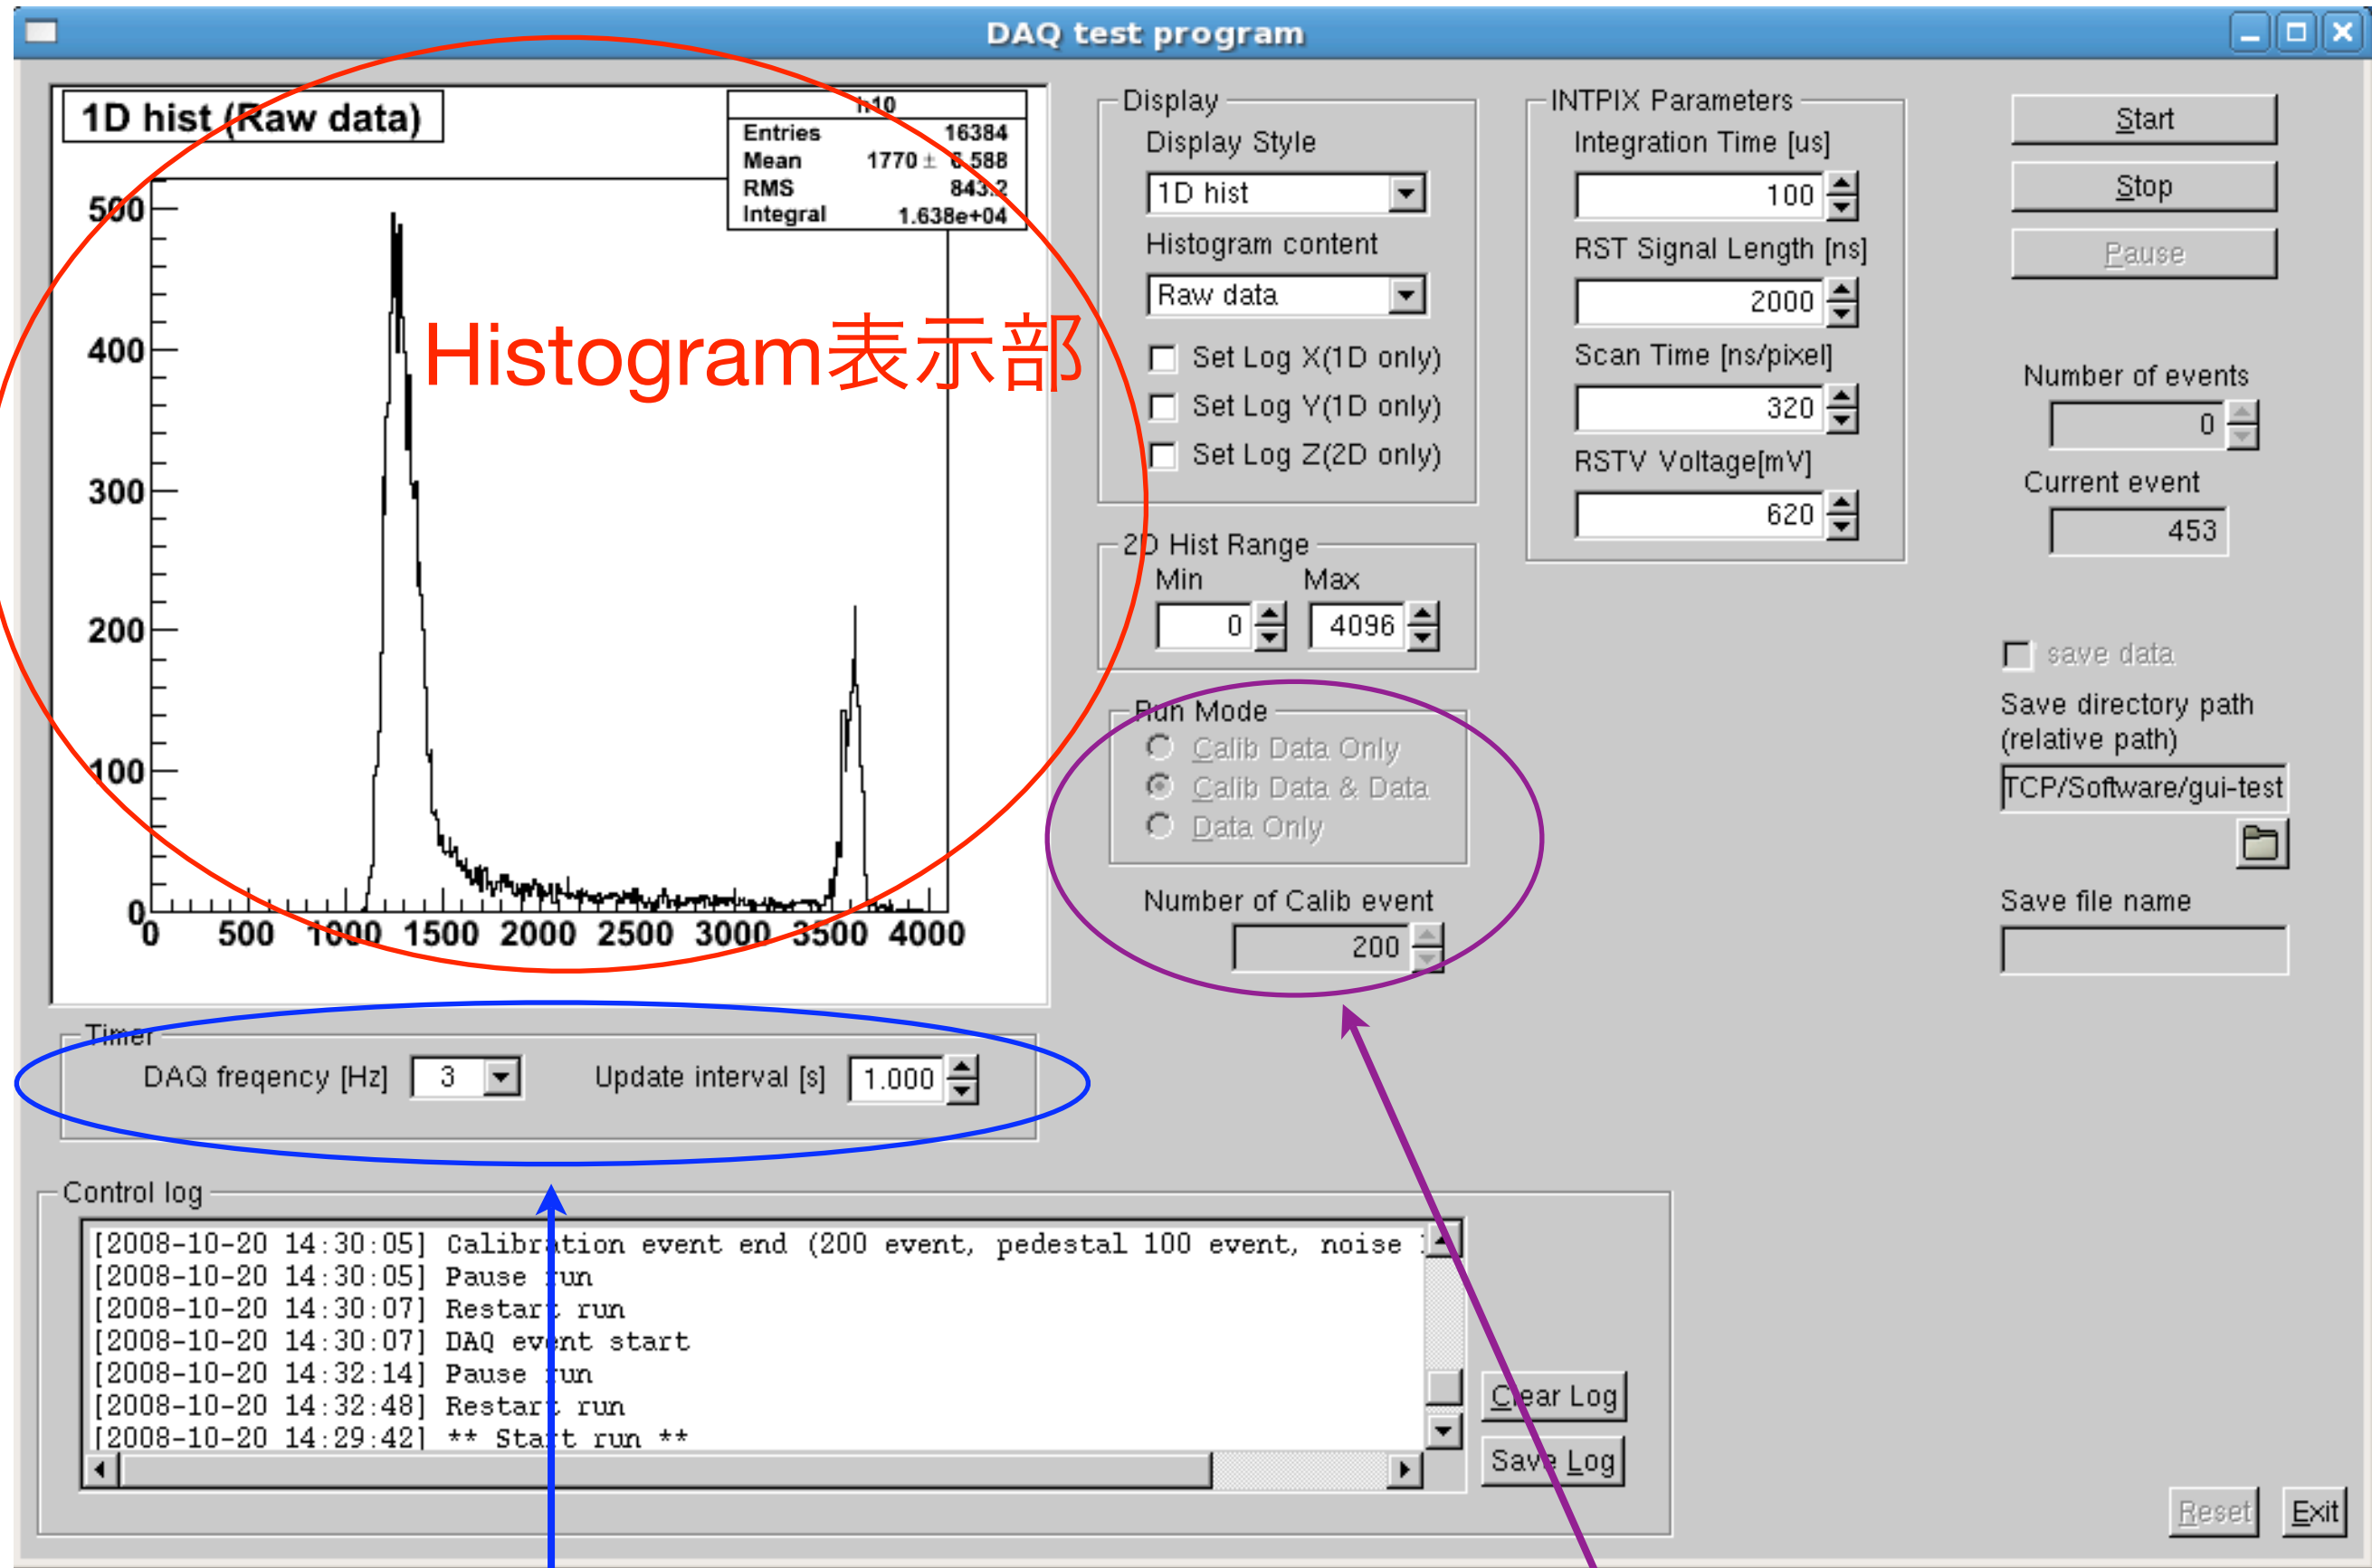 DAQ test program
1D hist (Raw data)
h10
Entries 16384
Mean 1770 ± 6.588
RMS 843.2
Integral 1.638e+04
500
400
300
200
100
0
0 500 1000 1500 2000 2500 3000 3500 4000
Histogram表示部
Display
Display Style
1D hist
Histogram content
Raw data
Set Log X(1D only)
Set Log Y(1D only)
Set Log Z(2D only)
2D Hist Range
Min Max
0 4096
Run Mode
Calib Data Only
Calib Data & Data
Data Only
Number of Calib event
200
INTPIX Parameters
Integration Time [us]
100
RST Signal Length [ns]
2000
Scan Time [ns/pixel]
320
RSTV Voltage[mV]
620
Start
Stop
Pause
Number of events
0
Current event
453
save data
Save directory path
(relative path)
TCP/Software/gui-test
Save file name
Timer
DAQ freqency [Hz] 3 Update interval [s] 1.000
Control log
[2008-10-20 14:30:05] Calibration event end (200 event, pedestal 100 event, noise
[2008-10-20 14:30:05] Pause run
[2008-10-20 14:30:07] Restart run
[2008-10-20 14:30:07] DAQ event start
[2008-10-20 14:32:14] Pause run
[2008-10-20 14:32:48] Restart run
[2008-10-20 14:29:42] ** Start run **
Clear Log
Save Log
Reset Exit